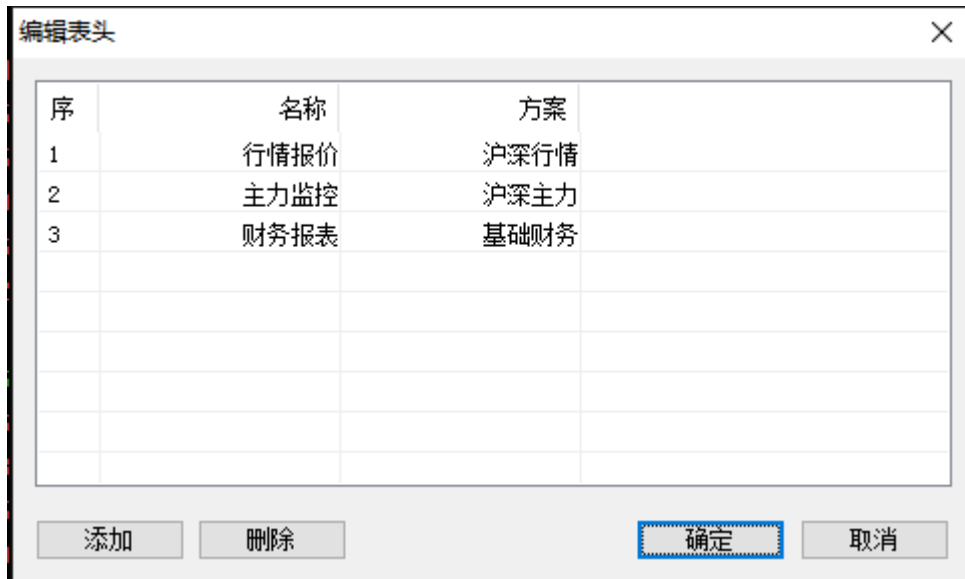 编辑表头
序 名称 方案
1 行情报价 沪深行情
2 主力监控 沪深主力
3 财务报表 基础财务
添加 删除 确定 取消